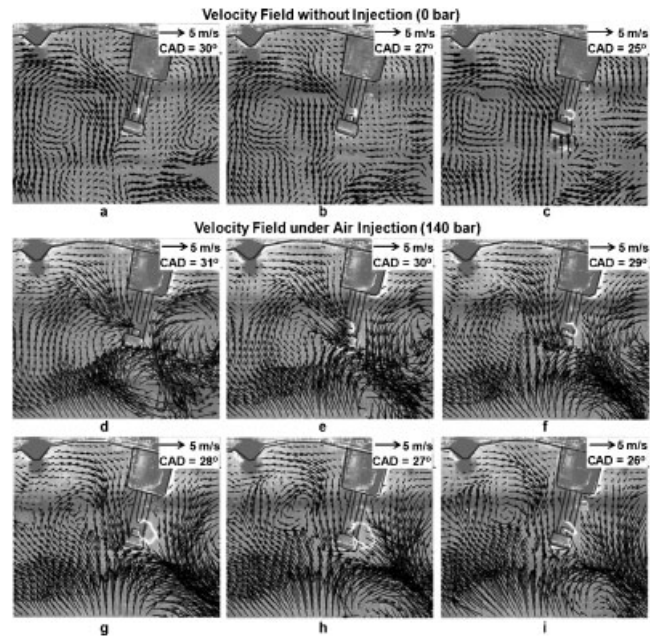 Velocity Field without Injection (0 bar)
5 m/s
CAD = 30°
5 m/s
CAD = 27°
5 m/s
CAD = 25°
a
b
c
Velocity Field under Air Injection (140 bar)
5 m/s
CAD = 31°
5 m/s
CAD = 30°
5 m/s
CAD = 29°
d
e
f
5 m/s
CAD = 28°
5 m/s
CAD = 27°
5 m/s
CAD = 26°
g
h
i